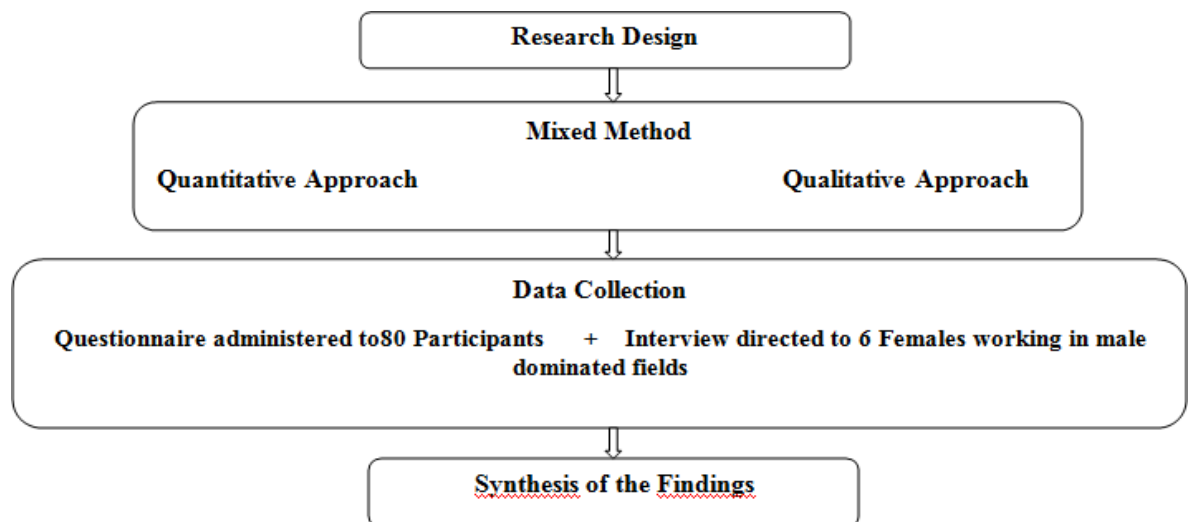 Research Design
Mixed Method
Quantitative Approach Qualitative Approach
Data Collection
Questionnaire administered to80 Participants + Interview directed to 6 Females working in male
dominated fields
Synthesis of the Findings